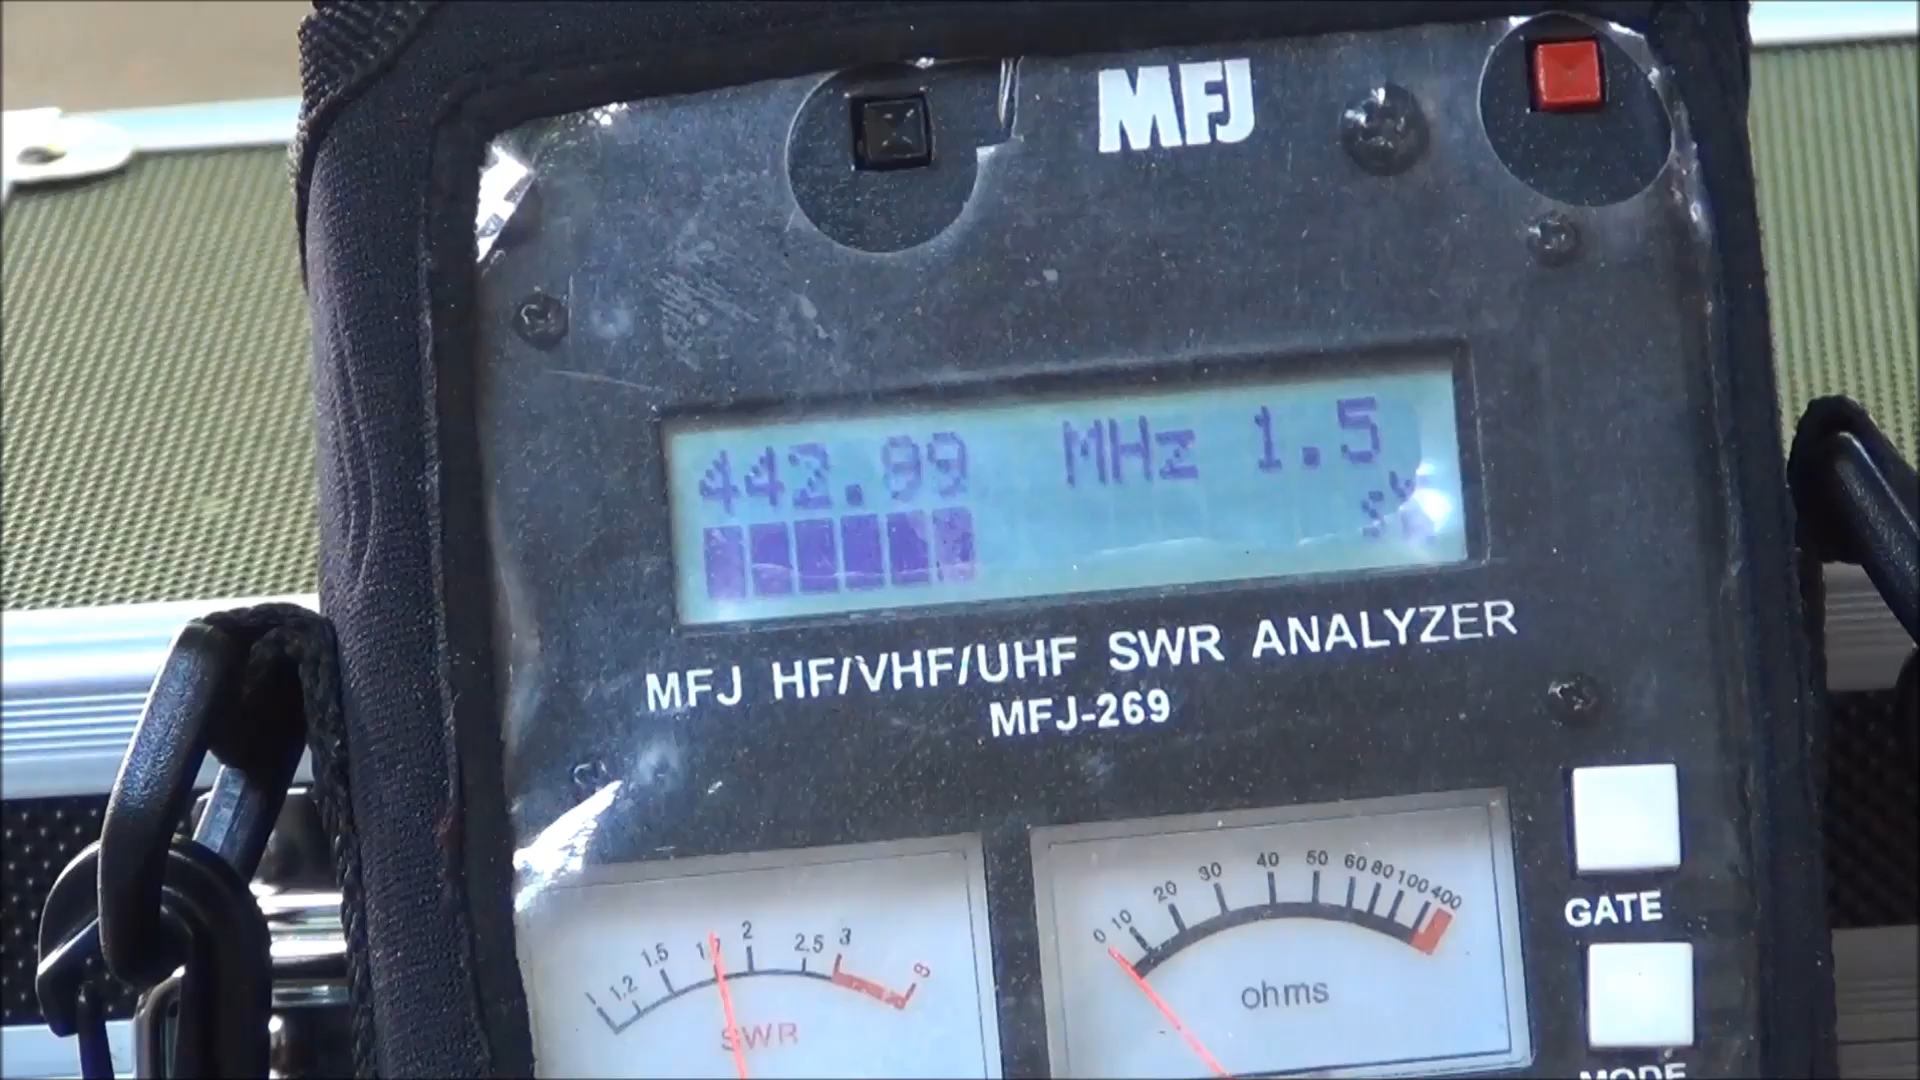 MFJ
442.99 MHz 1.5
MFJ HF/VHF/UHF SWR ANALYZER
MFJ-269
1 1.2 1.5 2 2.5 3 ∞
SWR
0 10 20 30 40 50 60 80 100 400
ohms
GATE
MODE